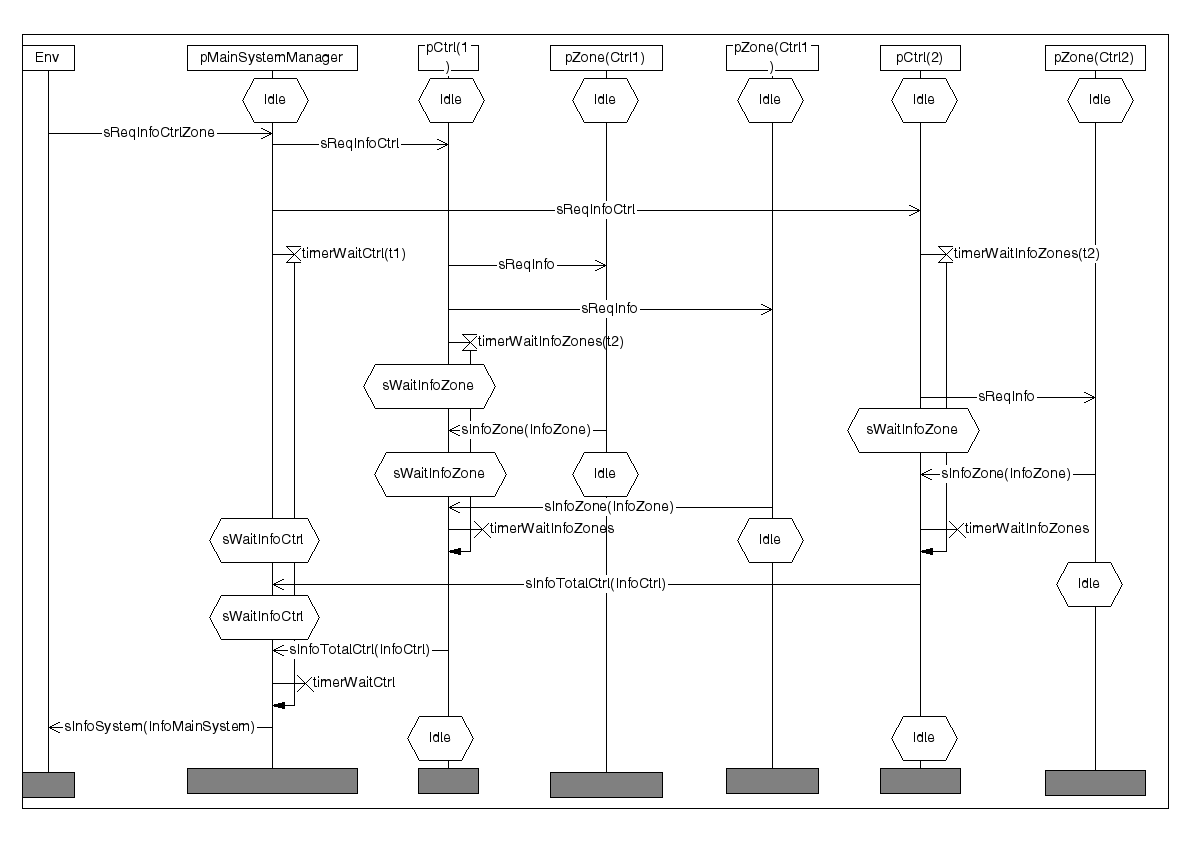 Env
pMainSystemManager
pCtrl(1
)
pZone(Ctrl1)
pZone(Ctrl1
)
pCtrl(2)
pZone(Ctrl2)
Idle
Idle
Idle
Idle
Idle
Idle
sReqInfoCtrlZone
sReqInfoCtrl
sReqInfoCtrl
timerWaitCtrl(t1)
timerWaitInfoZones(t2)
sReqInfo
sReqInfo
timerWaitInfoZones(t2)
sWaitInfoZone
sReqInfo
sInfoZone(InfoZone)
sWaitInfoZone
sWaitInfoZone
Idle
sInfoZone(InfoZone)
sInfoZone(InfoZone)
timerWaitInfoZones
timerWaitInfoZones
sWaitInfoCtrl
Idle
sInfoTotalCtrl(InfoCtrl)
Idle
sWaitInfoCtrl
sInfoTotalCtrl(InfoCtrl)
timerWaitCtrl
sInfoSystem(InfoMainSystem)
Idle
Idle